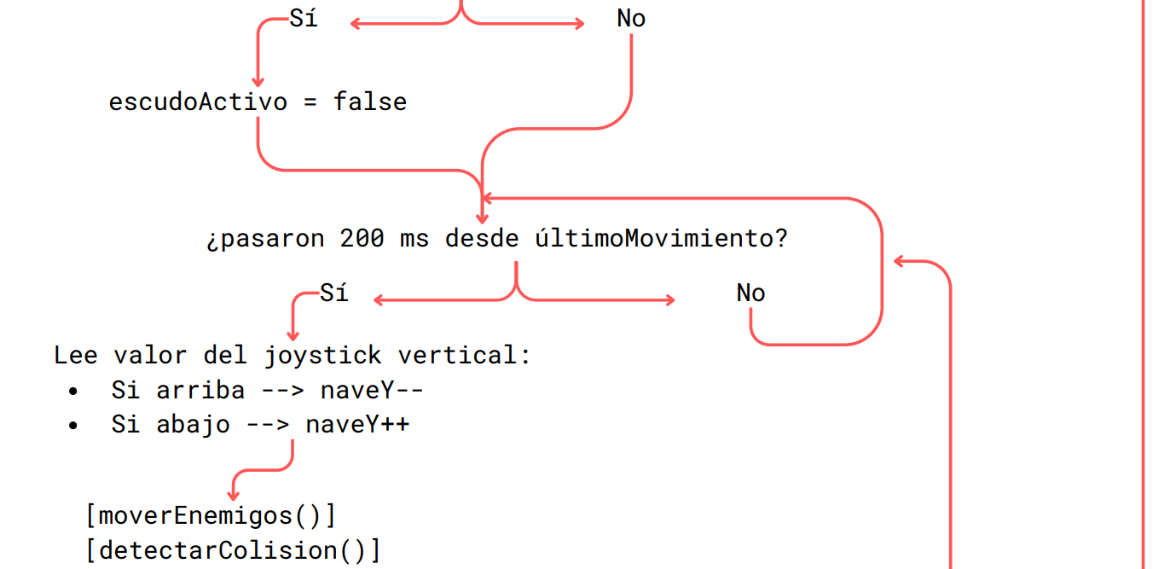 Sí No
escudoActivo = false
¿pasaron 200 ms desde últimoMovimiento?
Sí No
Lee valor del joystick vertical:
• Si arriba --> naveY--
• Si abajo --> naveY++
[moverEnemigos()]
[detectarColision()]